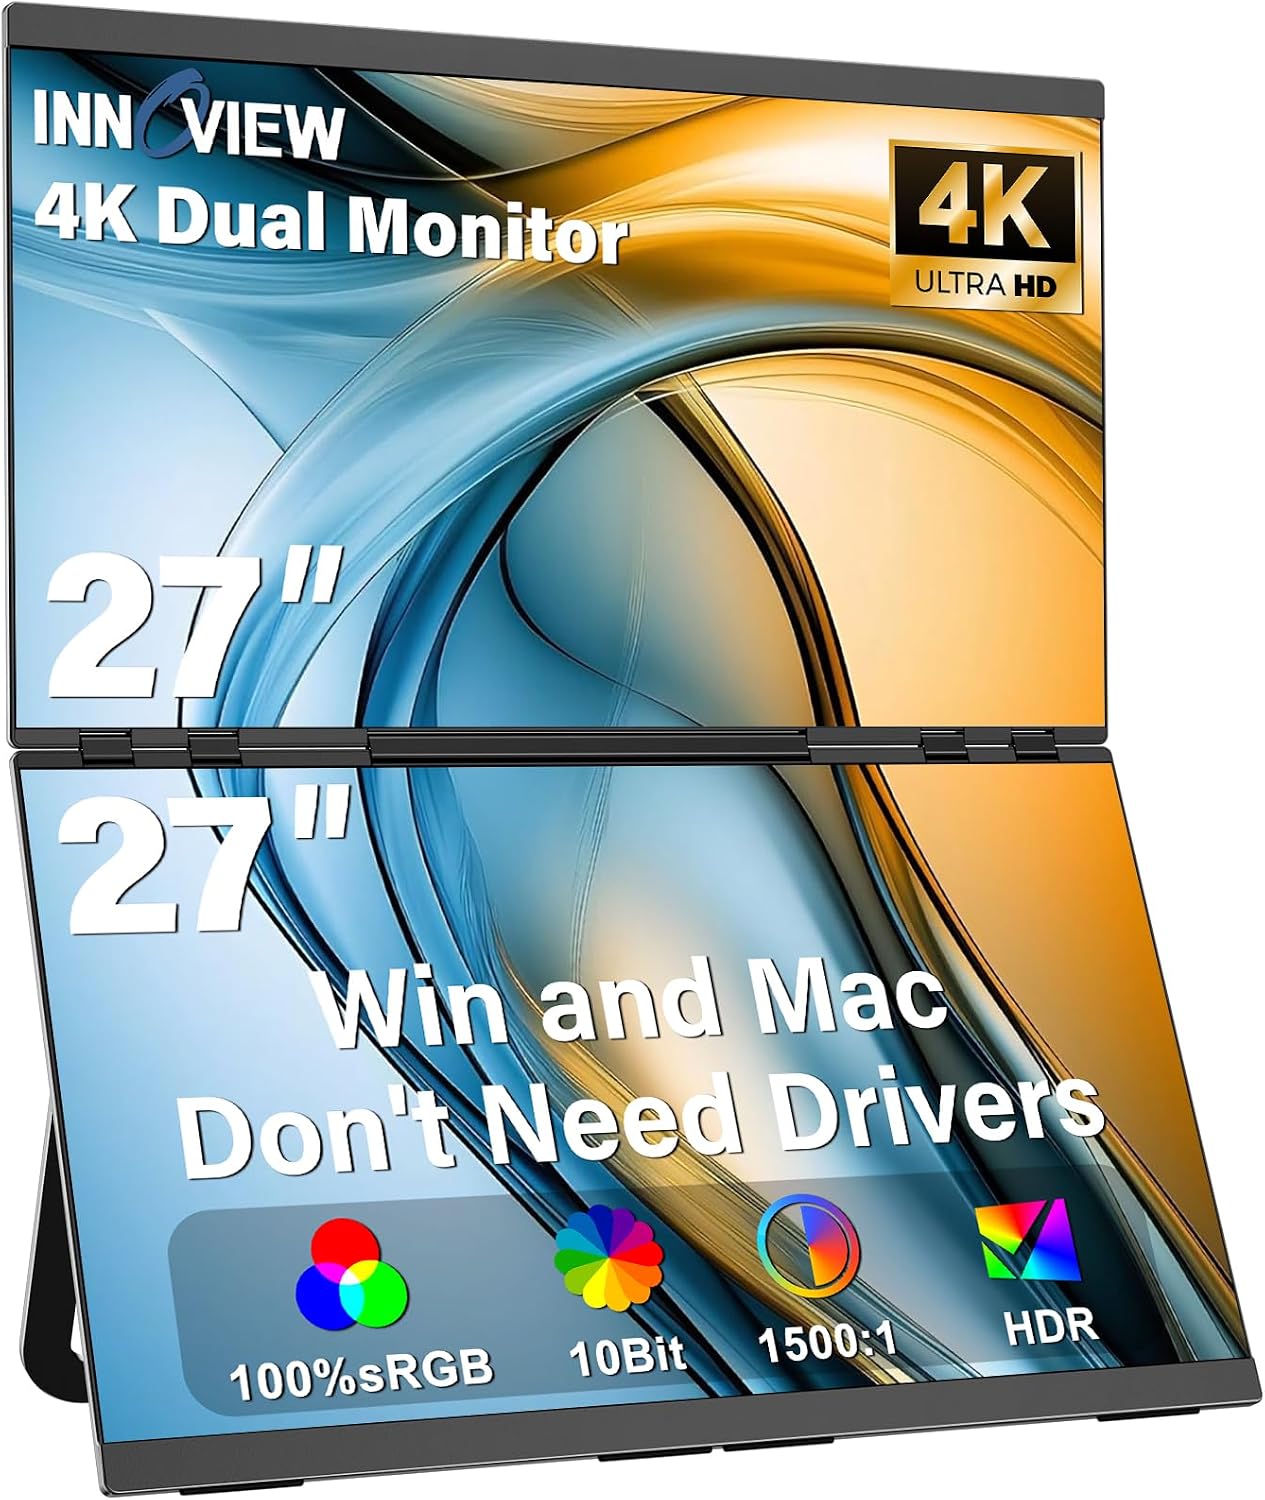 INNOVIEW
4K Dual Monitor
4K
ULTRA HD
27"
27"
Win and Mac
Don't Need Drivers
100%sRGB
10Bit
1500:1
HDR